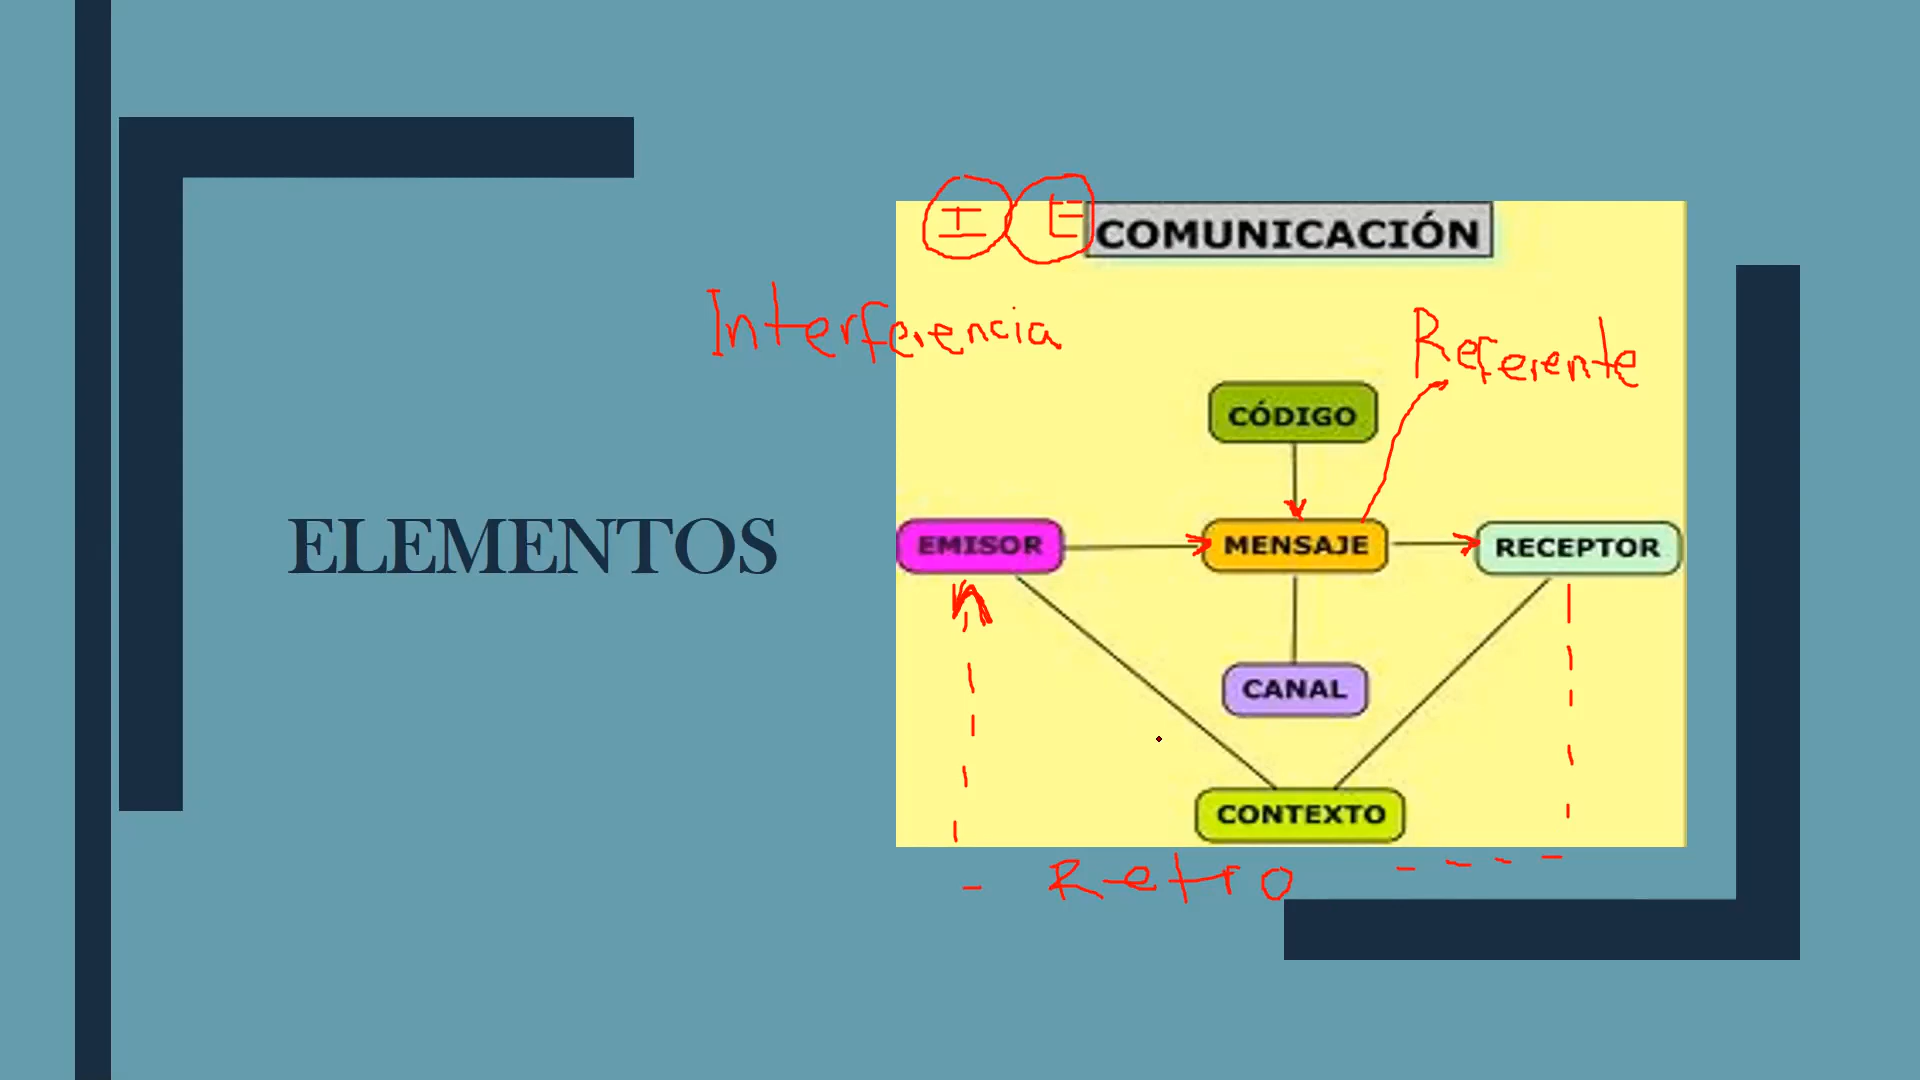 I E
COMUNICACIÓN
Interferencia
Referente
CÓDIGO
ELEMENTOS
EMISOR
MENSAJE
RECEPTOR
CANAL
CONTEXTO
Retro